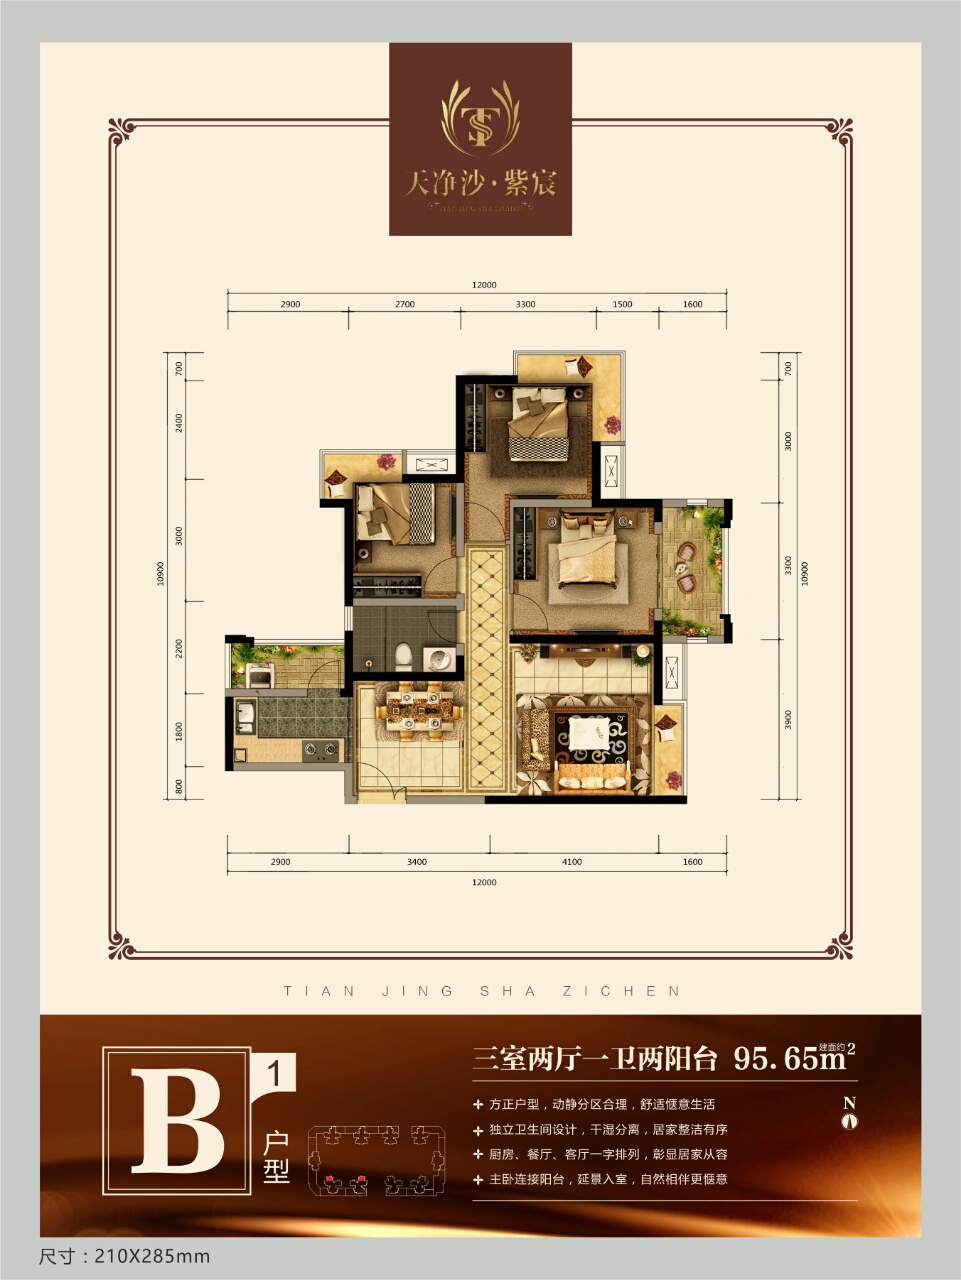 天净沙·紫宸
TIAN JING SHA ZICHEN
12000
2900 2700 3300 1500 1600
700
2400
3000
2200
1800
800
10900
700
3000
3300
3900
10900
2900 3400 4100 1600
12000
TIAN JING SHA ZICHEN
B
1
户型
三室两厅一卫两阳台 建面约95.65m²
方正户型，动静分区合理，舒适惬意生活
独立卫生间设计，干湿分离，居家整洁有序
厨房、餐厅、客厅一字排列，彰显居家从容
主卧连接阳台，延景入室，自然相伴更惬意
N
尺寸：210X285mm